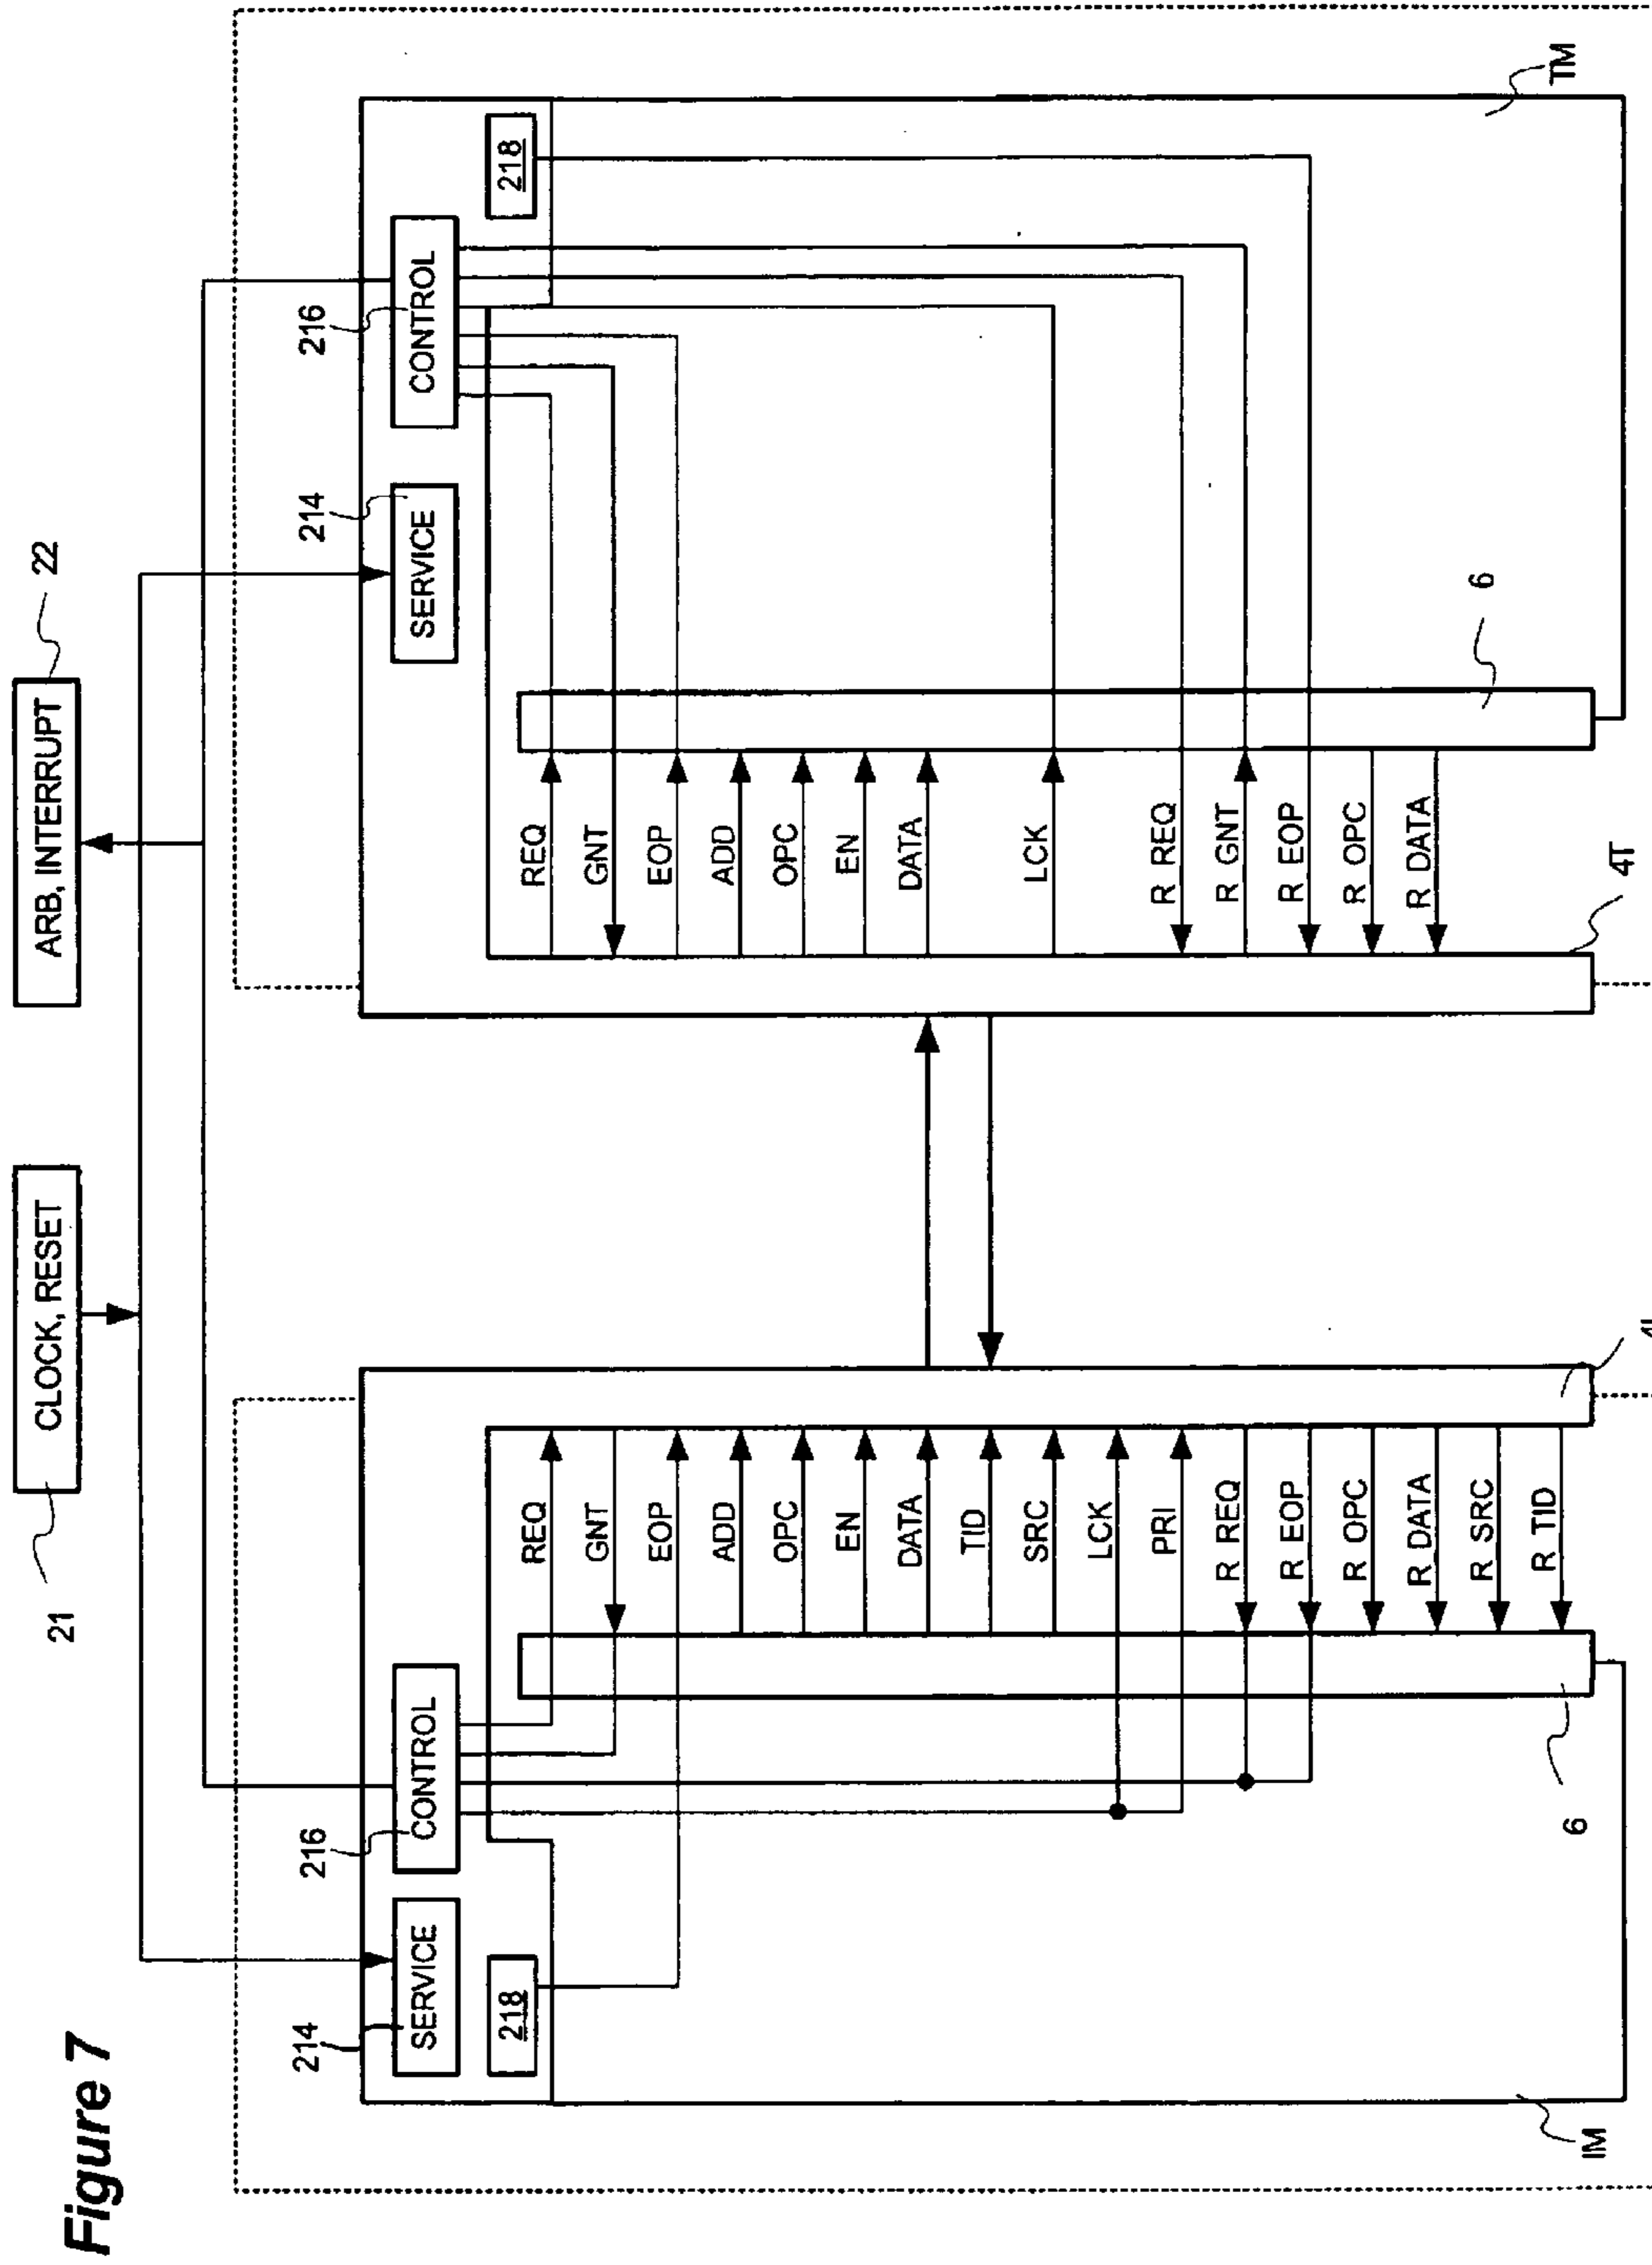 Figure 7
21
CLOCK, RESET
ARB, INTERRUPT
22
214
SERVICE
216
CONTROL
218
REQ
GNT
EOP
ADD
OPC
EN
DATA
TID
SRC
LCK
PRI
R REQ
R EOP
R OPC
R DATA
R SRC
R TID
IM
6
214
SERVICE
216
CONTROL
218
REQ
GNT
EOP
ADD
OPC
EN
DATA
LCK
R REQ
R GNT
R EOP
R OPC
R DATA
4T
6
TM